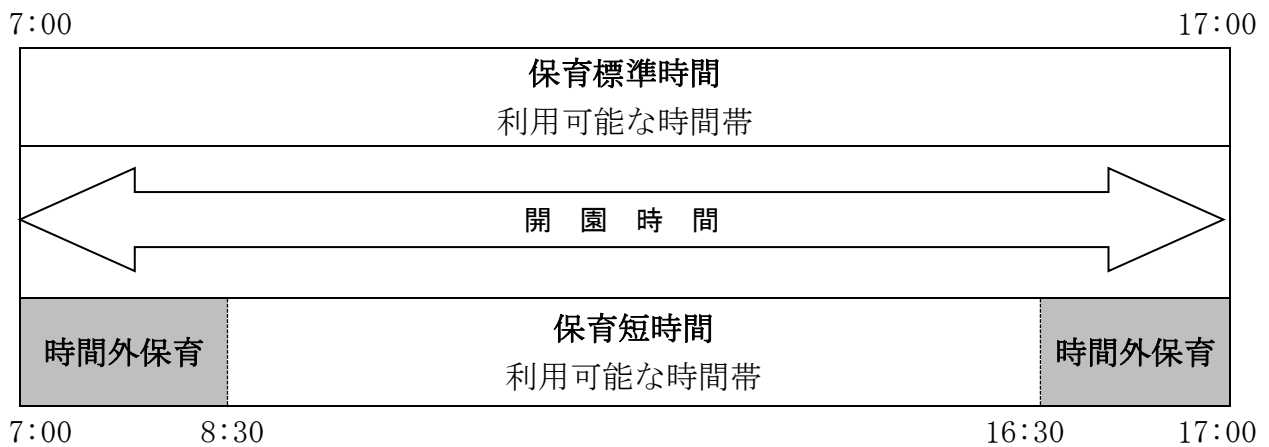 7:00 17:00
保育標準時間
利用可能な時間帯
開 園 時 間
時間外保育
保育短時間
利用可能な時間帯
時間外保育
7:00 8:30 16:30 17:00